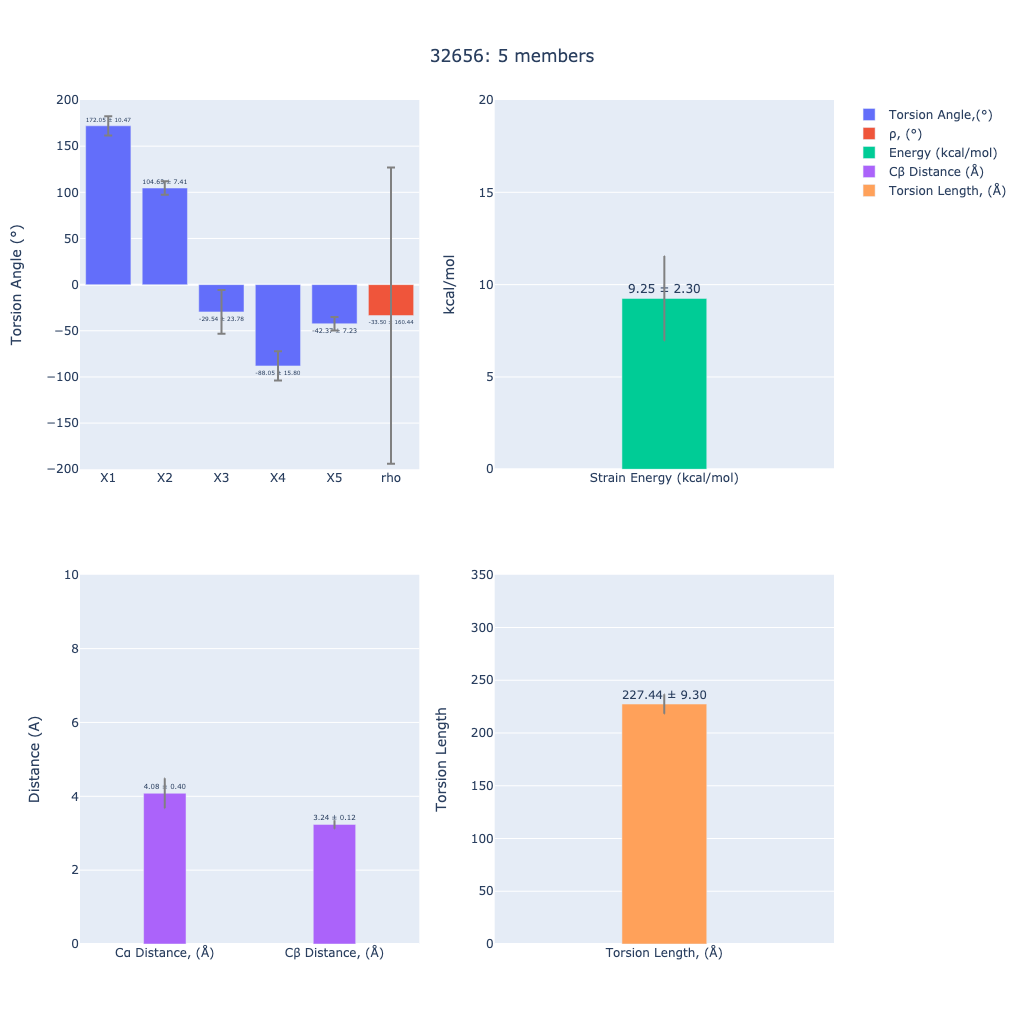 32656: 5 members
Torsion Angle (°)
200
150
100
50
0
−50
−100
−150
−200
172.05 ± 10.47
104.65 ± 7.41
-29.54 ± 23.78
-88.05 ± 15.80
-42.37 ± 7.23
-33.50 ± 160.44
X1 X2 X3 X4 X5 rho
kcal/mol
20
15
10
5
0
9.25 ± 2.30
Strain Energy (kcal/mol)
Torsion Angle,(°)
ρ, (°)
Energy (kcal/mol)
Cβ Distance (Å)
Torsion Length, (Å)
Distance (A)
10
8
6
4
2
0
4.08 ± 0.40
3.24 ± 0.12
Cα Distance, (Å) Cβ Distance, (Å)
Torsion Length
350
300
250
200
150
100
50
0
227.44 ± 9.30
Torsion Length, (Å)